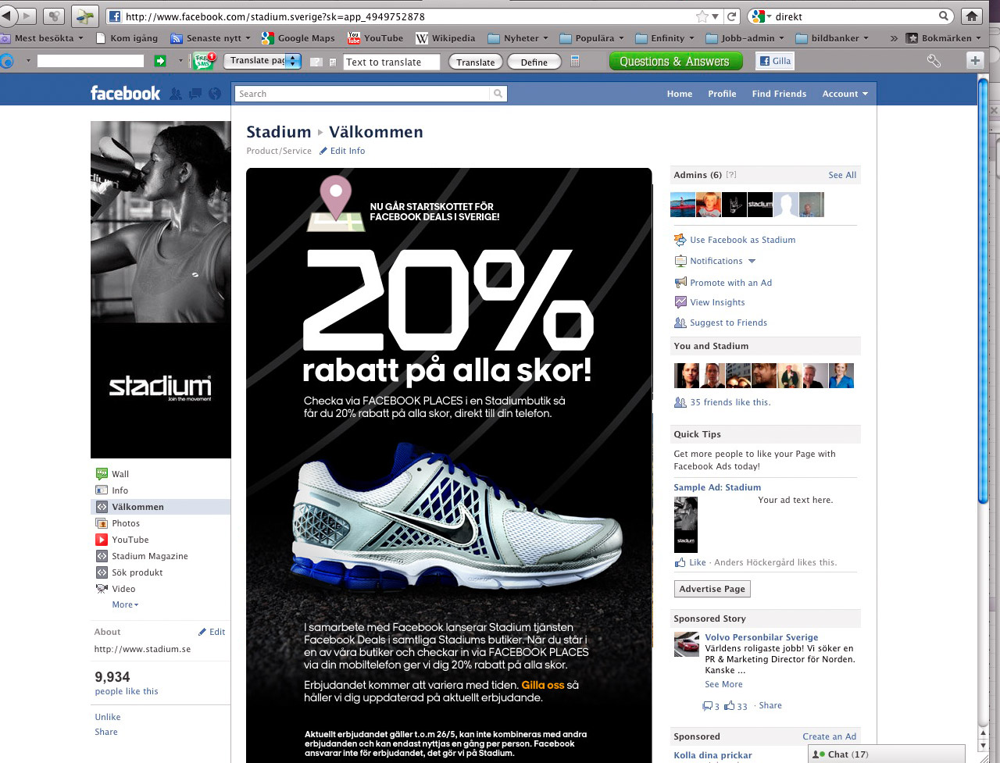 http://www.facebook.com/stadium.sverige?sk=app_4949752878
direkt
Mest besökta
Kom igång
Senaste nytt
Google Maps
YouTube
Wikipedia
Nyheter
Populära
Enfinity
Jobb-admin
bildbanker
»
Bokmärken
FREE SMS 1
Translate pag
Text to translate
Translate
Define
Questions & Answers
Gilla
facebook
Search
Home
Profile
Find Friends
Account
Stadium
Välkommen
Product/Service
Edit Info
stadium
Join the movement
Wall
Info
Välkommen
Photos
YouTube
Stadium Magazine
Sök produkt
Video
More
About
Edit
http://www.stadium.se
9,934
people like this
Unlike
Share
NU GÅR STARTSKOTTET FÖR
FACEBOOK DEALS I SVERIGE!
20%
rabatt på alla skor!
Checka via FACEBOOK PLACES i en Stadiumbutik så
får du 20% rabatt på alla skor, direkt till din telefon.
I samarbete med Facebook lanserar Stadium tjänsten
Facebook Deals i samtliga Stadiums butiker. När du står i
en av våra butiker och checkar in via FACEBOOK PLACES
via din mobiltelefon ger vi dig 20% rabatt på alla skor.
Erbjudandet kommer att variera med tiden. Gilla oss så
håller vi dig uppdaterad på aktuellt erbjudande.
Aktuellt erbjudandet gäller t.o.m 26/5, kan inte kombineras med andra
erbjudanden och kan endast nyttjas en gång per person. Facebook
ansvarar inte för erbjudandet, det gör vi på Stadium.
Admins (6) [?]
See All
stadium
Use Facebook as Stadium
Notifications
Promote with an Ad
View Insights
Suggest to Friends
You and Stadium
35 friends like this.
Quick Tips
Get more people to like your Page with
Facebook Ads today!
Sample Ad: Stadium
Your ad text here.
stadium
Like · Anders Höckergård likes this.
Advertise Page
Sponsored Story
Volvo Personbilar Sverige
Världens roligaste jobb! Vi söker en
PR & Marketing Director för Norden.
Kanske ...
See More
3 33 · Share
Sponsored
Create an Ad
Kolla dina prickar
Chat (17)